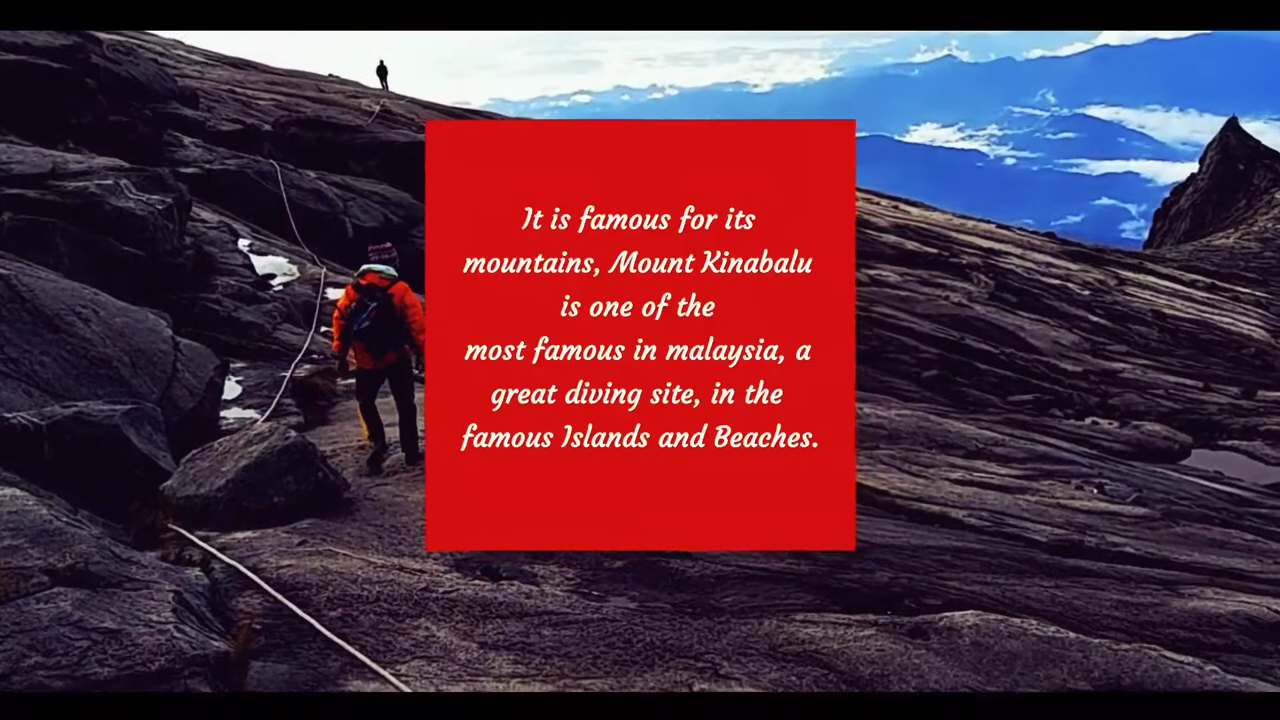 It is famous for its
mountains, Mount Kinabalu
is one of the
most famous in malaysia, a
great diving site, in the
famous Islands and Beaches.